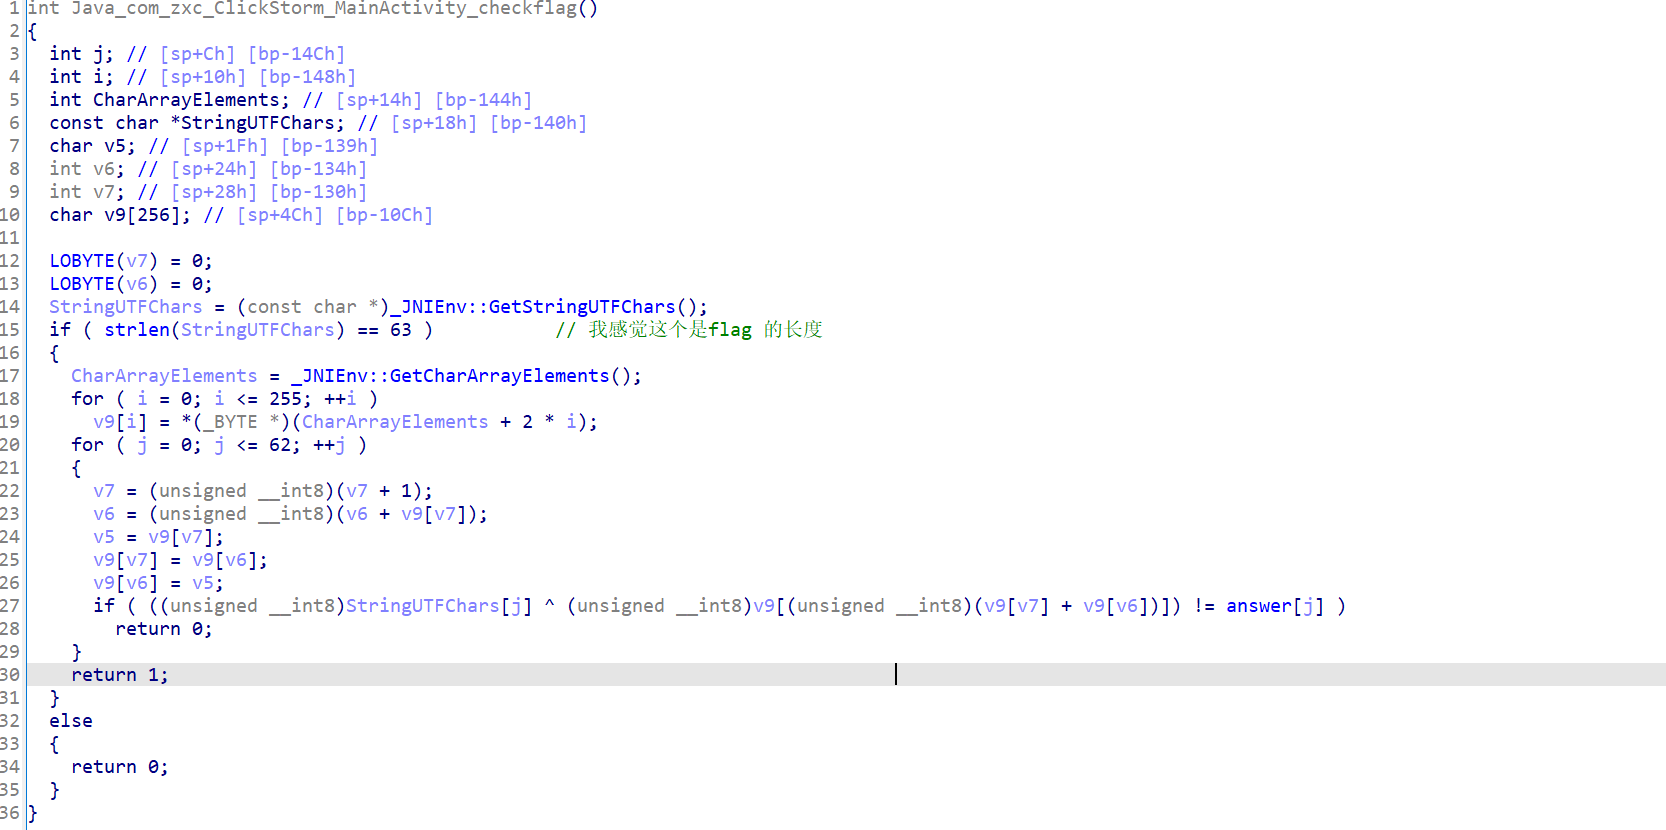 1 int Java_com_zxc_ClickStorm_MainActivity_checkflag()
2 {
3   int j; // [sp+Ch] [bp-14Ch]
4   int i; // [sp+10h] [bp-148h]
5   int CharArrayElements; // [sp+14h] [bp-144h]
6   const char *StringUTFChars; // [sp+18h] [bp-140h]
7   char v5; // [sp+1Fh] [bp-139h]
8   int v6; // [sp+24h] [bp-134h]
9   int v7; // [sp+28h] [bp-130h]
10   char v9[256]; // [sp+4Ch] [bp-10Ch]
11
12   LOBYTE(v7) = 0;
13   LOBYTE(v6) = 0;
14   StringUTFChars = (const char *)_JNIEnv::GetStringUTFChars();
15   if ( strlen(StringUTFChars) == 63 )           // 我感觉这个是flag 的长度
16   {
17     CharArrayElements = _JNIEnv::GetCharArrayElements();
18     for ( i = 0; i <= 255; ++i )
19       v9[i] = *(_BYTE *)(CharArrayElements + 2 * i);
20     for ( j = 0; j <= 62; ++j )
21     {
22       v7 = (unsigned __int8)(v7 + 1);
23       v6 = (unsigned __int8)(v6 + v9[v7]);
24       v5 = v9[v7];
25       v9[v7] = v9[v6];
26       v9[v6] = v5;
27       if ( ((unsigned __int8)StringUTFChars[j] ^ (unsigned __int8)v9[(unsigned __int8)(v9[v7] + v9[v6])]) != answer[j] )
28         return 0;
29     }
30     return 1;
31   }
32   else
33   {
34     return 0;
35   }
36 }